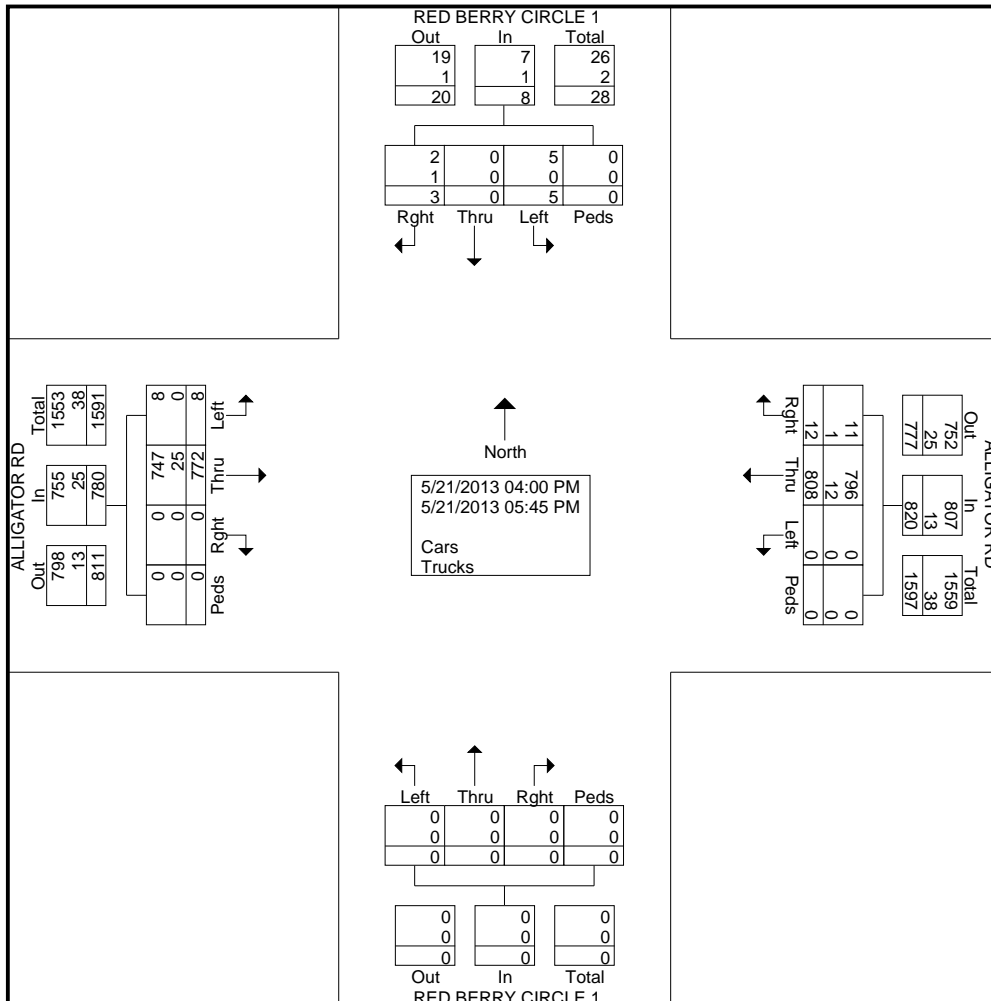 RED BERRY CIRCLE 1
Out In Total
19 7 26
1 1 2
20 8 28
2 0 5 0
1 0 0 0
3 0 5 0
Rght Thru Left Peds
ALLIGATOR RD
Total In Out
1553 755 798
38 25 13
1591 780 811
8 747 0 0
0 25 0 0
8 772 0 0
Left Thru Rght Peds
North
5/21/2013 04:00 PM
5/21/2013 05:45 PM
Cars
Trucks
ALLIGATOR RD
Out In Total
752 807 1559
25 13 38
777 820 1597
11 796 0 0
1 12 0 0
12 808 0 0
Rght Thru Left Peds
Left Thru Rght Peds
0 0 0 0
0 0 0 0
0 0 0 0
0 0 0
0 0 0
0 0 0
Out In Total
RED BERRY CIRCLE 1